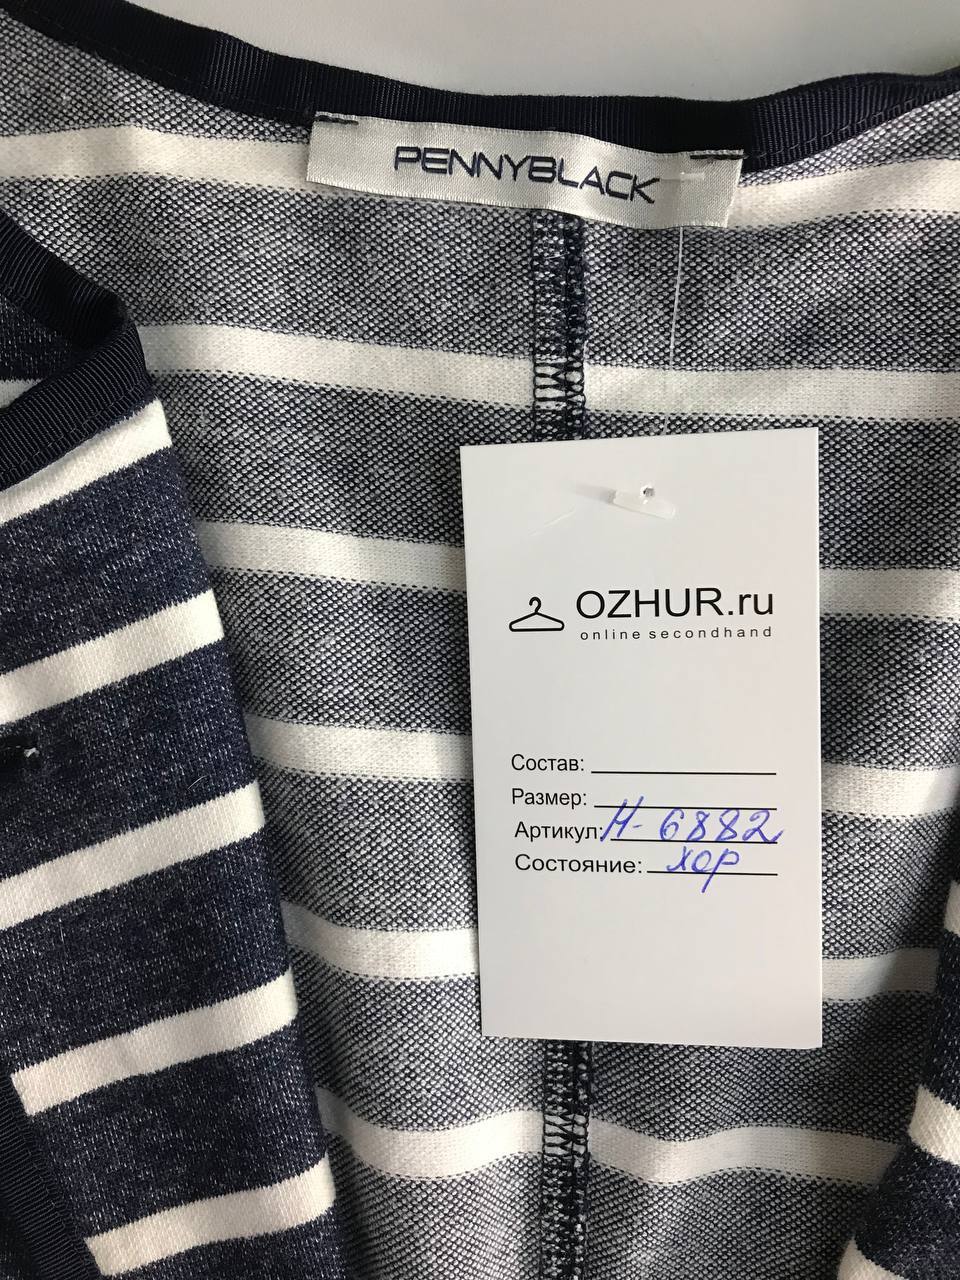 PENNYBLACK
OZHUR.ru
online secondhand
Состав:
Размер:
Артикул: Н-6882
Состояние: хор